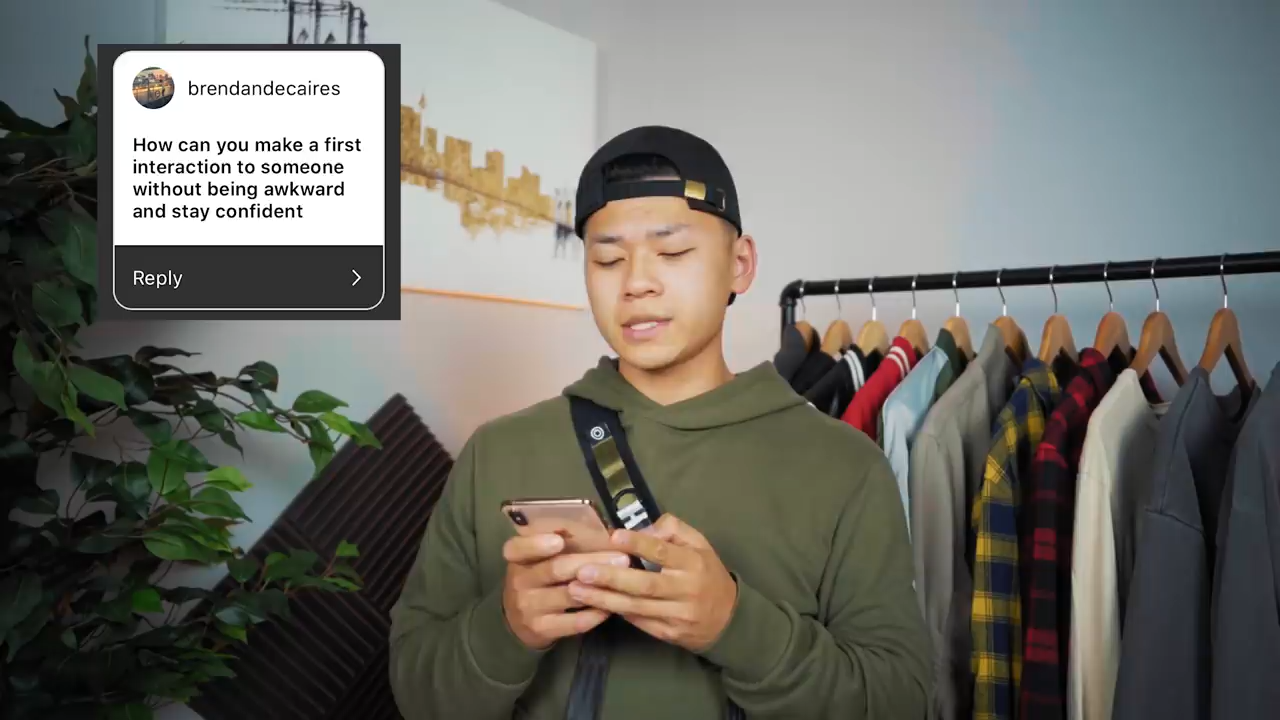 brendandecaires
How can you make a first
interaction to someone
without being awkward
and stay confident
Reply